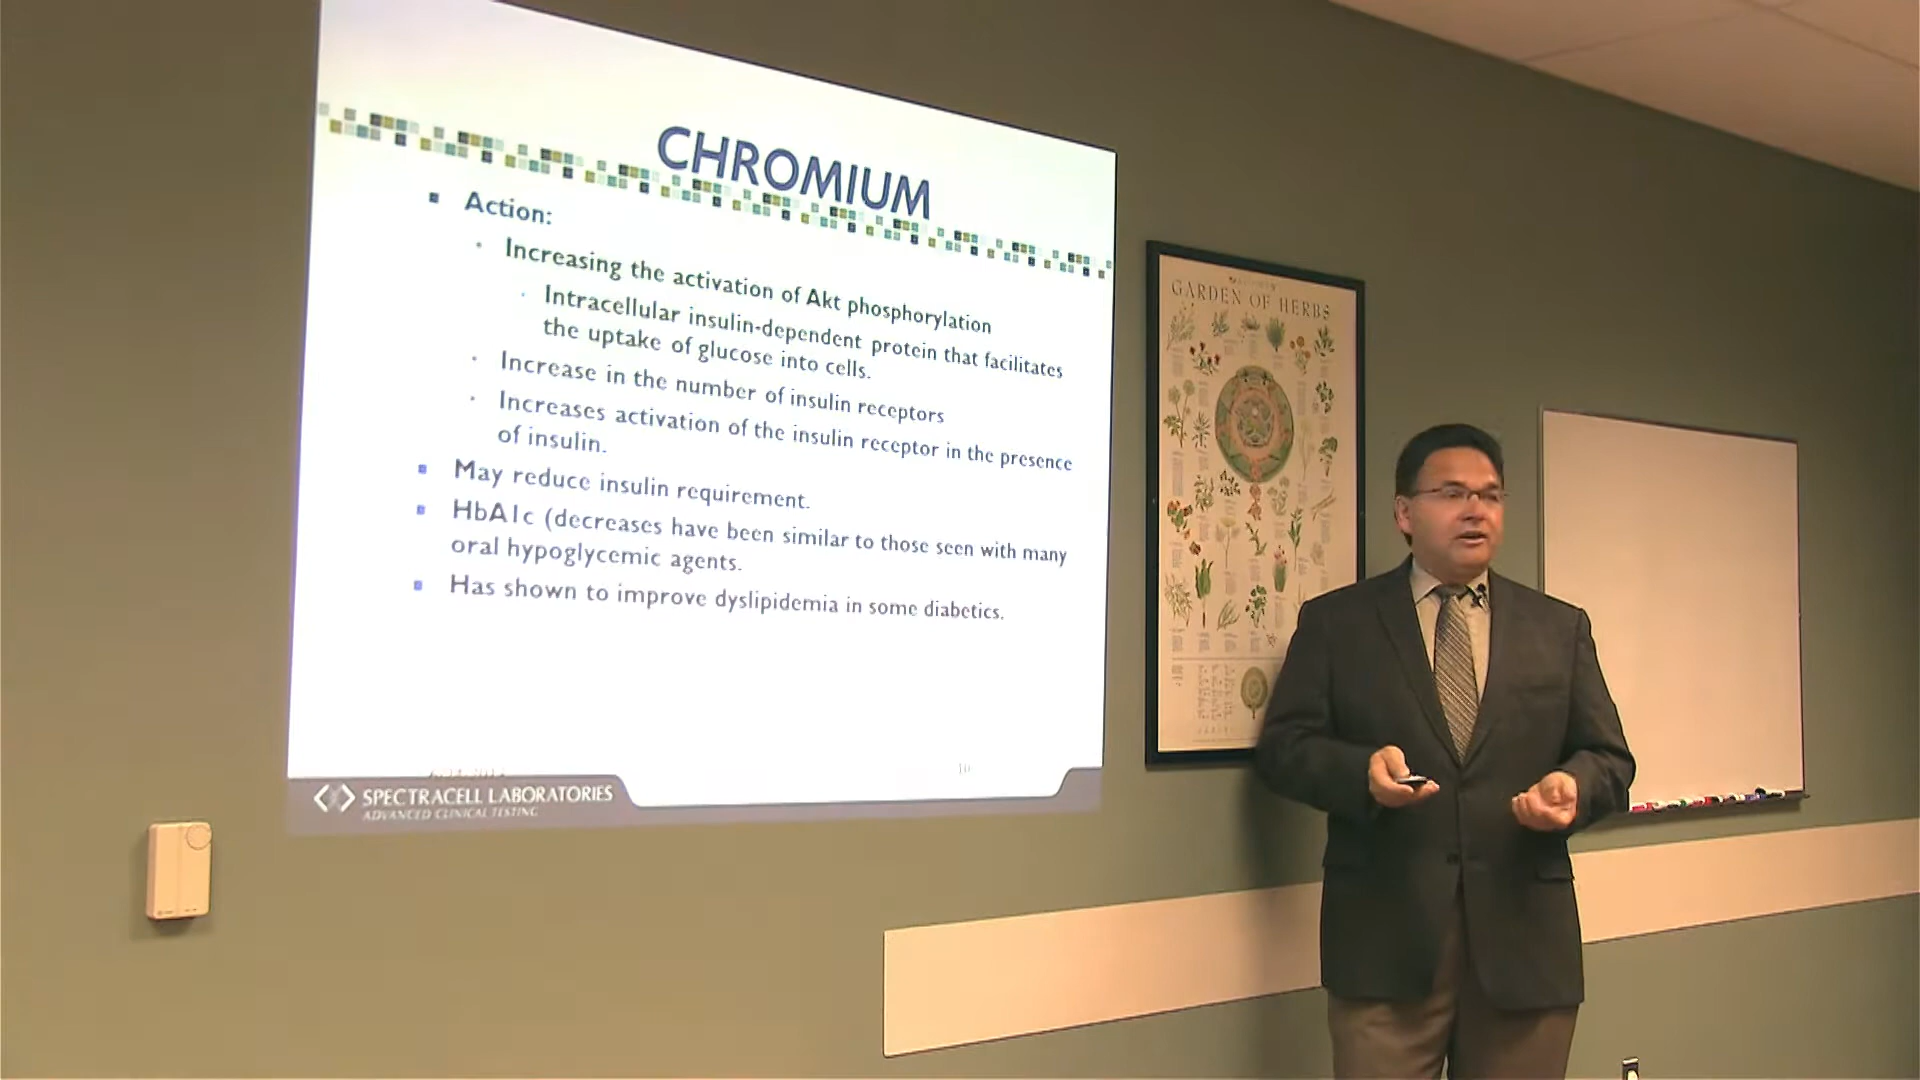 CHROMIUM
Action:
Increasing the activation of Akt phosphorylation
Intracellular insulin-dependent protein that facilitates
the uptake of glucose into cells.
Increase in the number of insulin receptors
Increases activation of the insulin receptor in the presence
of insulin.
May reduce insulin requirement.
HbA1c (decreases have been similar to those seen with many
oral hypoglycemic agents.
Has shown to improve dyslipidemia in some diabetics.
10
SPECTRACELL LABORATORIES
ADVANCED CLINICAL TESTING
GARDEN OF HERBS